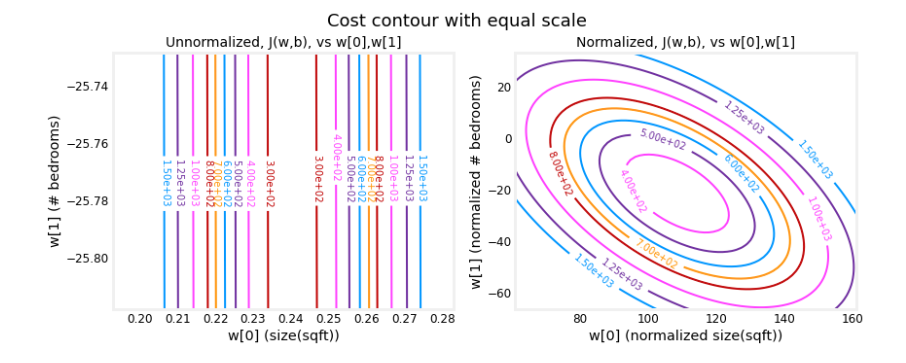 Cost contour with equal scale
Unnormalized, J(w,b), vs w[0],w[1]
w[1] (# bedrooms)
−25.74
−25.76
−25.78
−25.80
1.50e+03
1.25e+03
1.00e+03
8.00e+02
7.00e+02
6.00e+02
5.00e+02
4.00e+02
3.00e+02
3.00e+02
4.00e+02
5.00e+02
6.00e+02
7.00e+02
8.00e+02
1.00e+03
1.25e+03
1.50e+03
0.20 0.21 0.22 0.23 0.24 0.25 0.26 0.27 0.28
w[0] (size(sqft))
Normalized, J(w,b), vs w[0],w[1]
w[1] (normalized # bedrooms)
20
0
−20
−40
−60
1.25e+03
1.50e+03
5.00e+02
6.00e+02
8.00e+02
4.00e+02
1.00e+03
7.00e+02
1.25e+03
1.50e+03
80 100 120 140 160
w[0] (normalized size(sqft))